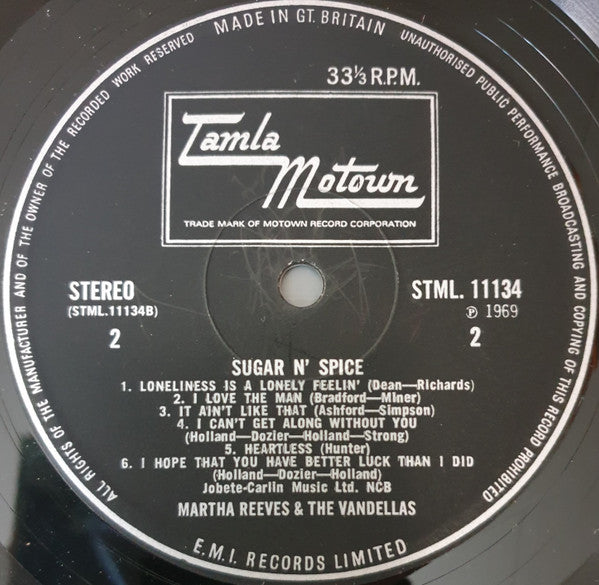 MADE IN GT. BRITAIN
UNAUTHORISED PUBLIC PERFORMANCE BROADCASTING AND COPYING OF THIS RECORD PROHIBITED
ALL RIGHTS OF THE MANUFACTURER AND OF THE OWNER OF THE RECORDED WORK RESERVED
33⅓ R.P.M.
Tamla
Motown
TRADE MARK OF MOTOWN RECORD CORPORATION
STEREO
(STML.11134B)
2
STML. 11134
℗ 1969
2
SUGAR N' SPICE
1. LONELINESS IS A LONELY FEELIN' (Dean—Richards)
2. I LOVE THE MAN (Bradford—Miner)
3. IT AIN'T LIKE THAT (Ashford—Simpson)
4. I CAN'T GET ALONG WITHOUT YOU
(Holland—Dozier—Holland—Strong)
5. HEARTLESS (Hunter)
6. I HOPE THAT YOU HAVE BETTER LUCK THAN I DID
(Holland—Dozier—Holland)
Jobete-Carlin Music Ltd. NCB
MARTHA REEVES & THE VANDELLAS
E.M.I. RECORDS LIMITED